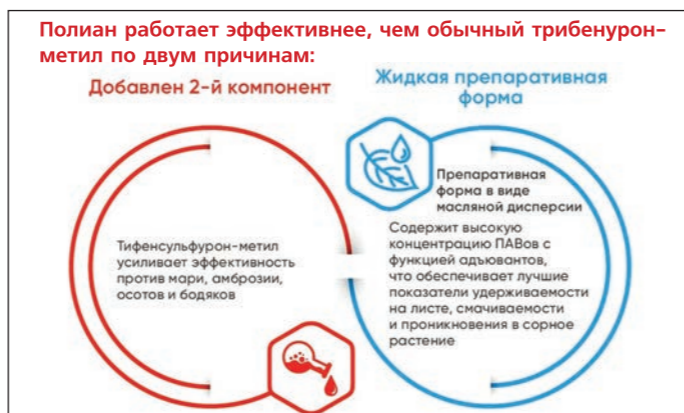 Полиан работает эффективнее, чем обычный трибенурон-
метил по двум причинам:
Добавлен 2-й компонент
Жидкая препаративная
форма
Тифенсульфурон-метил
усиливает эффективность
против мари, амброзии,
осотов и бодяков
Препаративная
форма в виде
масляной дисперсии
Содержит высокую
концентрацию ПАВов с
функцией адъювантов,
что обеспечивает лучшие
показатели удерживаемости
на листе, смачиваемости
и проникновения в сорное
растение